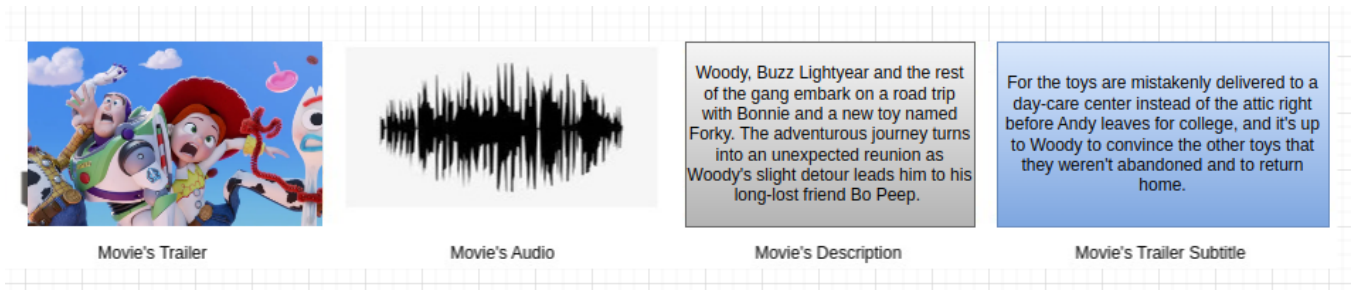 Woody, Buzz Lightyear and the rest
of the gang embark on a road trip
with Bonnie and a new toy named
Forky. The adventurous journey turns
into an unexpected reunion as
Woody's slight detour leads him to his
long-lost friend Bo Peep.
For the toys are mistakenly delivered to a
day-care center instead of the attic right
before Andy leaves for college, and it's up
to Woody to convince the other toys that
they weren't abandoned and to return
home.
Movie's Trailer
Movie's Audio
Movie's Description
Movie's Trailer Subtitle